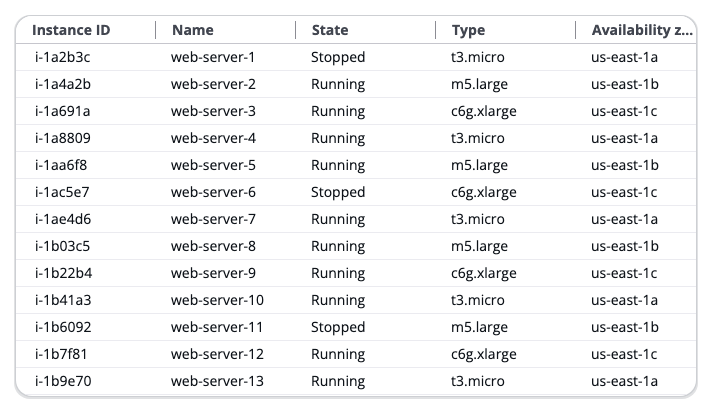 Instance ID Name State Type Availability z...
i-1a2b3c web-server-1 Stopped t3.micro us-east-1a
i-1a4a2b web-server-2 Running m5.large us-east-1b
i-1a691a web-server-3 Running c6g.xlarge us-east-1c
i-1a8809 web-server-4 Running t3.micro us-east-1a
i-1aa6f8 web-server-5 Running m5.large us-east-1b
i-1ac5e7 web-server-6 Stopped c6g.xlarge us-east-1c
i-1ae4d6 web-server-7 Running t3.micro us-east-1a
i-1b03c5 web-server-8 Running m5.large us-east-1b
i-1b22b4 web-server-9 Running c6g.xlarge us-east-1c
i-1b41a3 web-server-10 Running t3.micro us-east-1a
i-1b6092 web-server-11 Stopped m5.large us-east-1b
i-1b7f81 web-server-12 Running c6g.xlarge us-east-1c
i-1b9e70 web-server-13 Running t3.micro us-east-1a